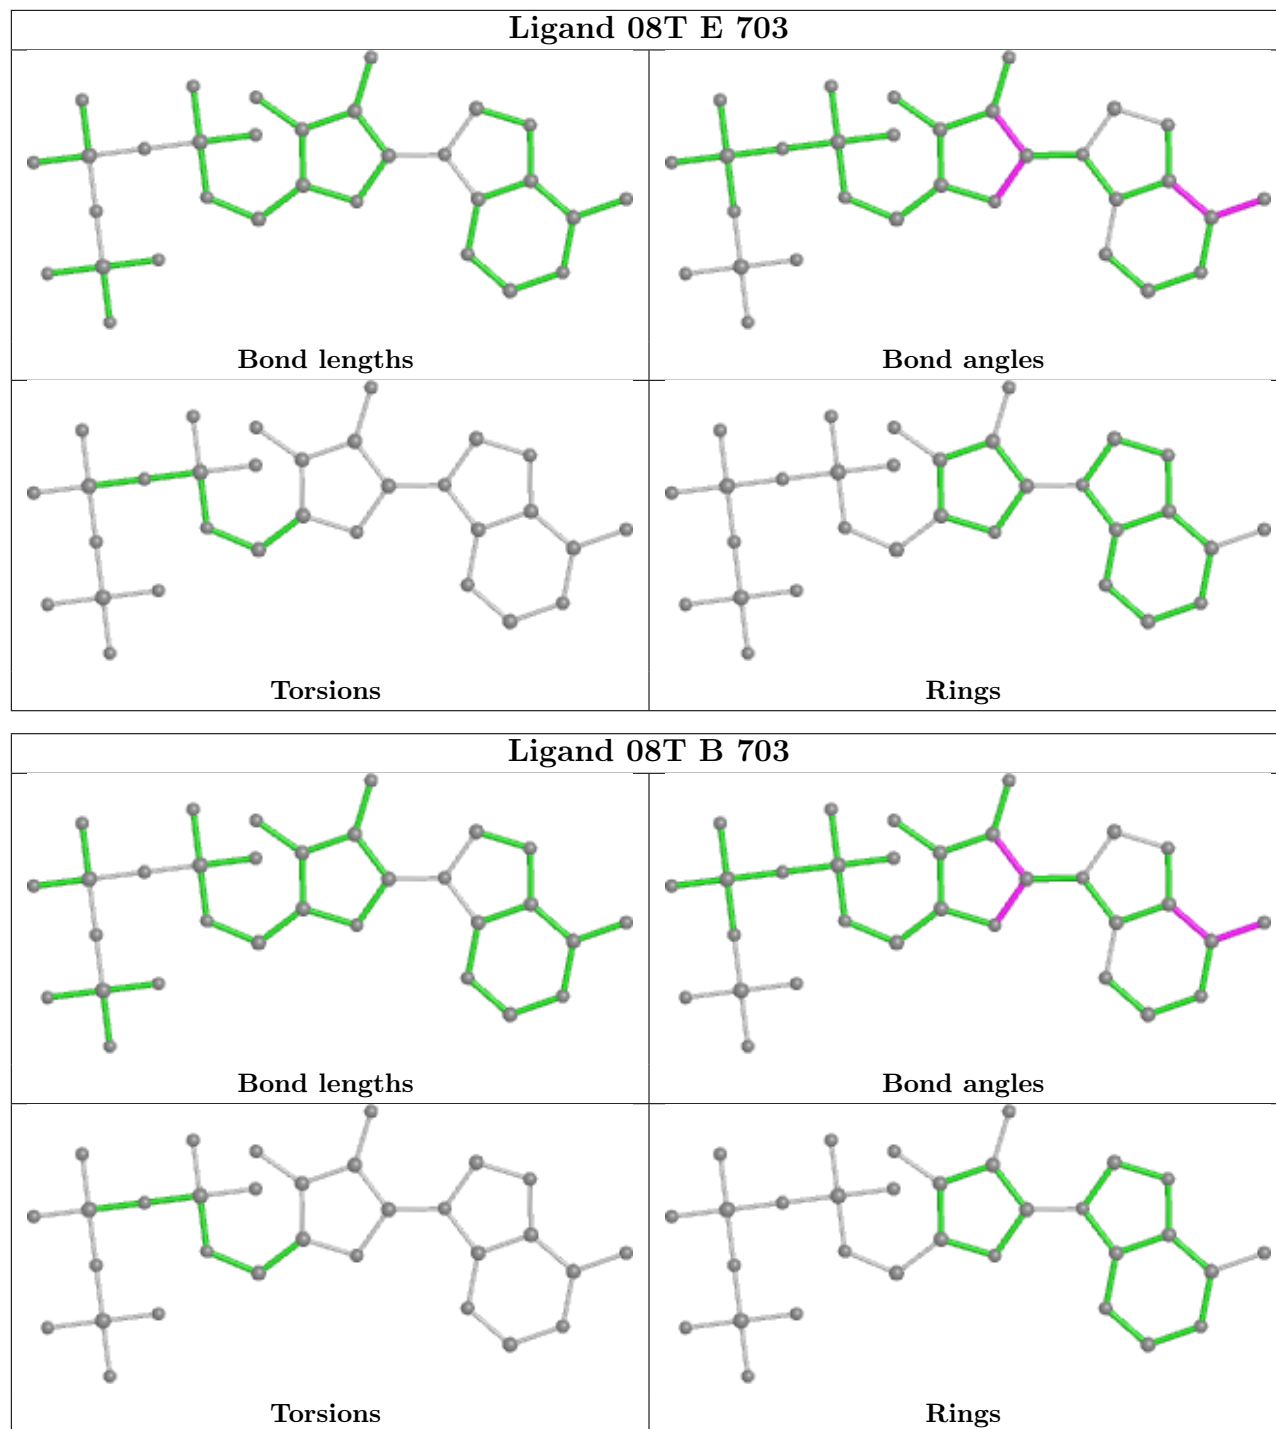 Ligand 08T E 703
Bond lengths
Bond angles
Torsions
Rings
Ligand 08T B 703
Bond lengths
Bond angles
Torsions
Rings